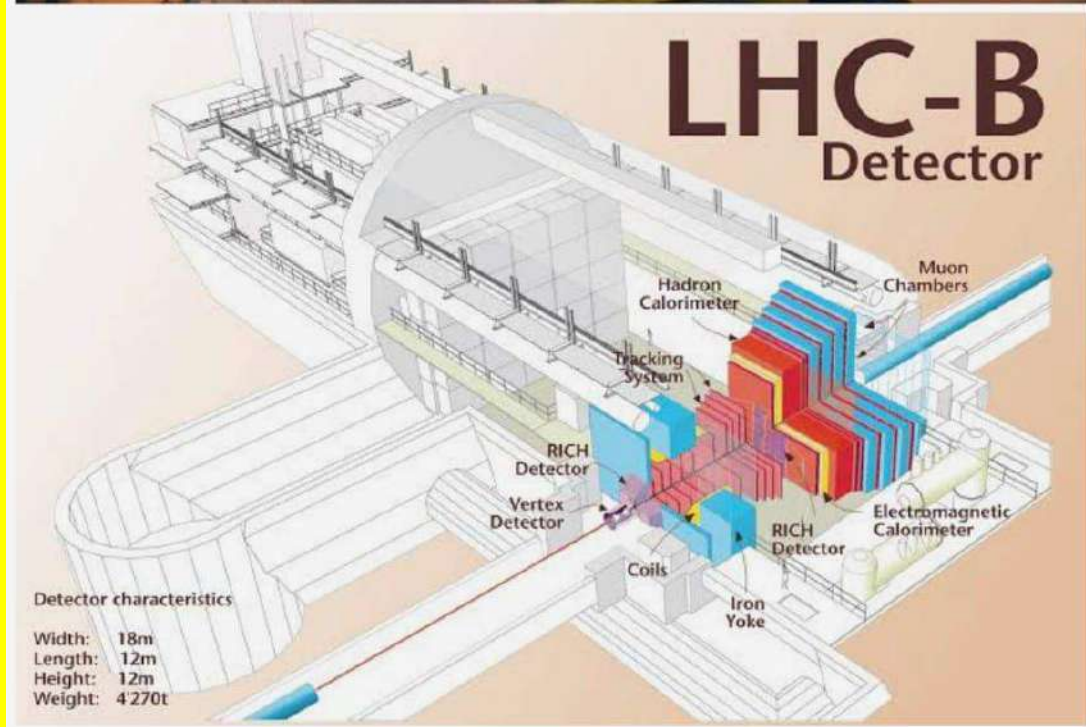 LHC-B
Detector
Muon
Chambers
Hadron
Calorimeter
Tracking
System
RICH
Detector
Vertex
Detector
Coils
Iron
Yoke
RICH
Detector
Electromagnetic
Calorimeter
Detector characteristics
Width: 18m
Length: 12m
Height: 12m
Weight: 4'270t